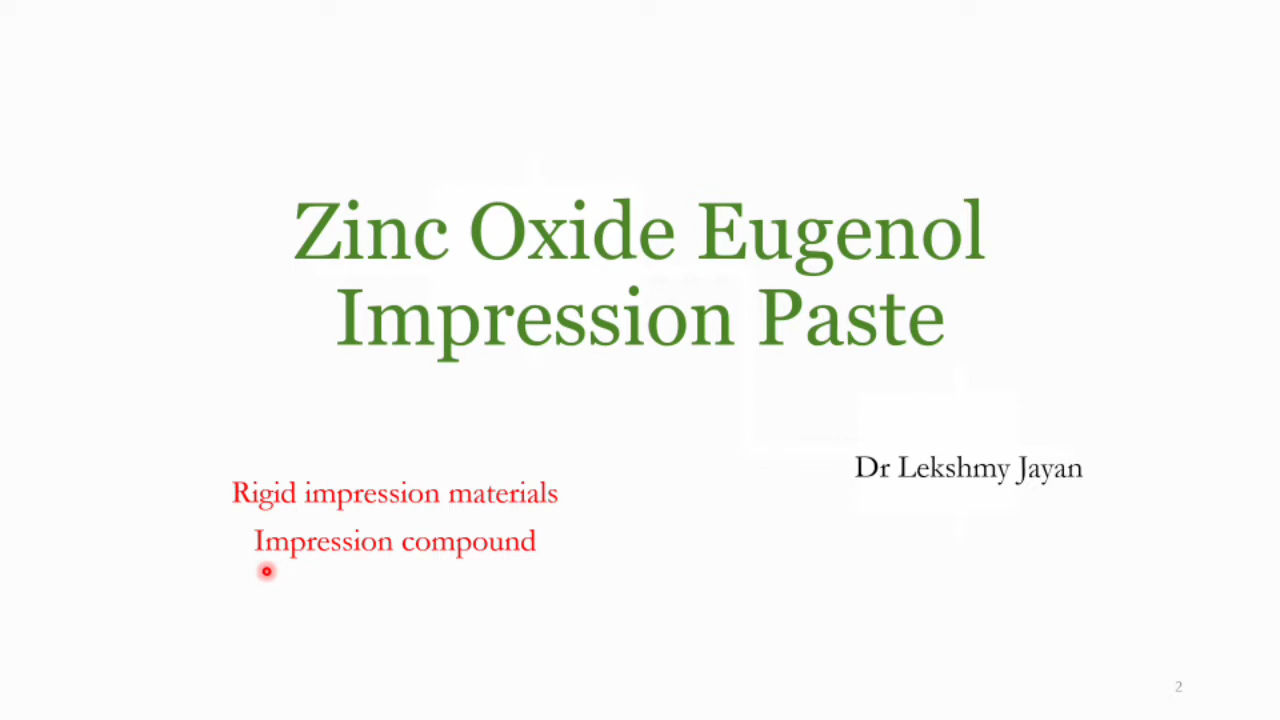 Zinc Oxide Eugenol
Impression Paste
Dr Lekshmy Jayan
Rigid impression materials
Impression compound
2